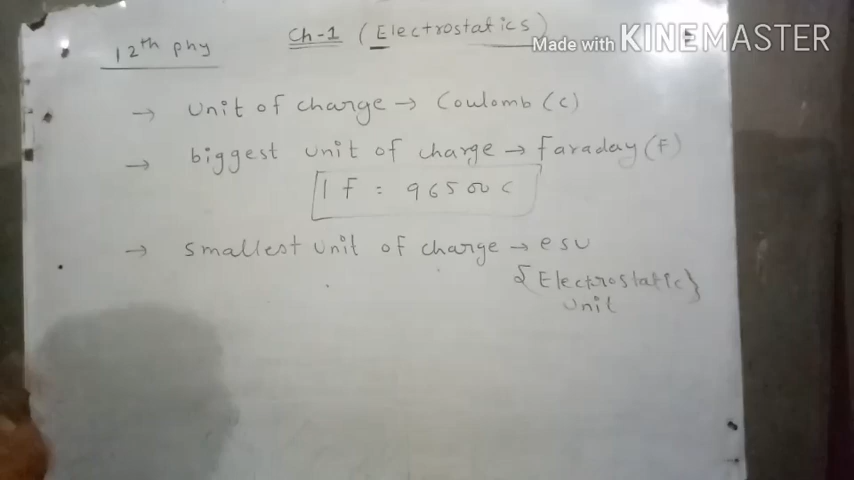 12th phy
Ch-1 (Electrostatics)
Made with KINEMASTER
→ Unit of charge → Coulomb (C)
→ biggest unit of charge → Faraday (F)
1 F = 96500 C
→ Smallest unit of charge → esu
{Electrostatic}
Unit